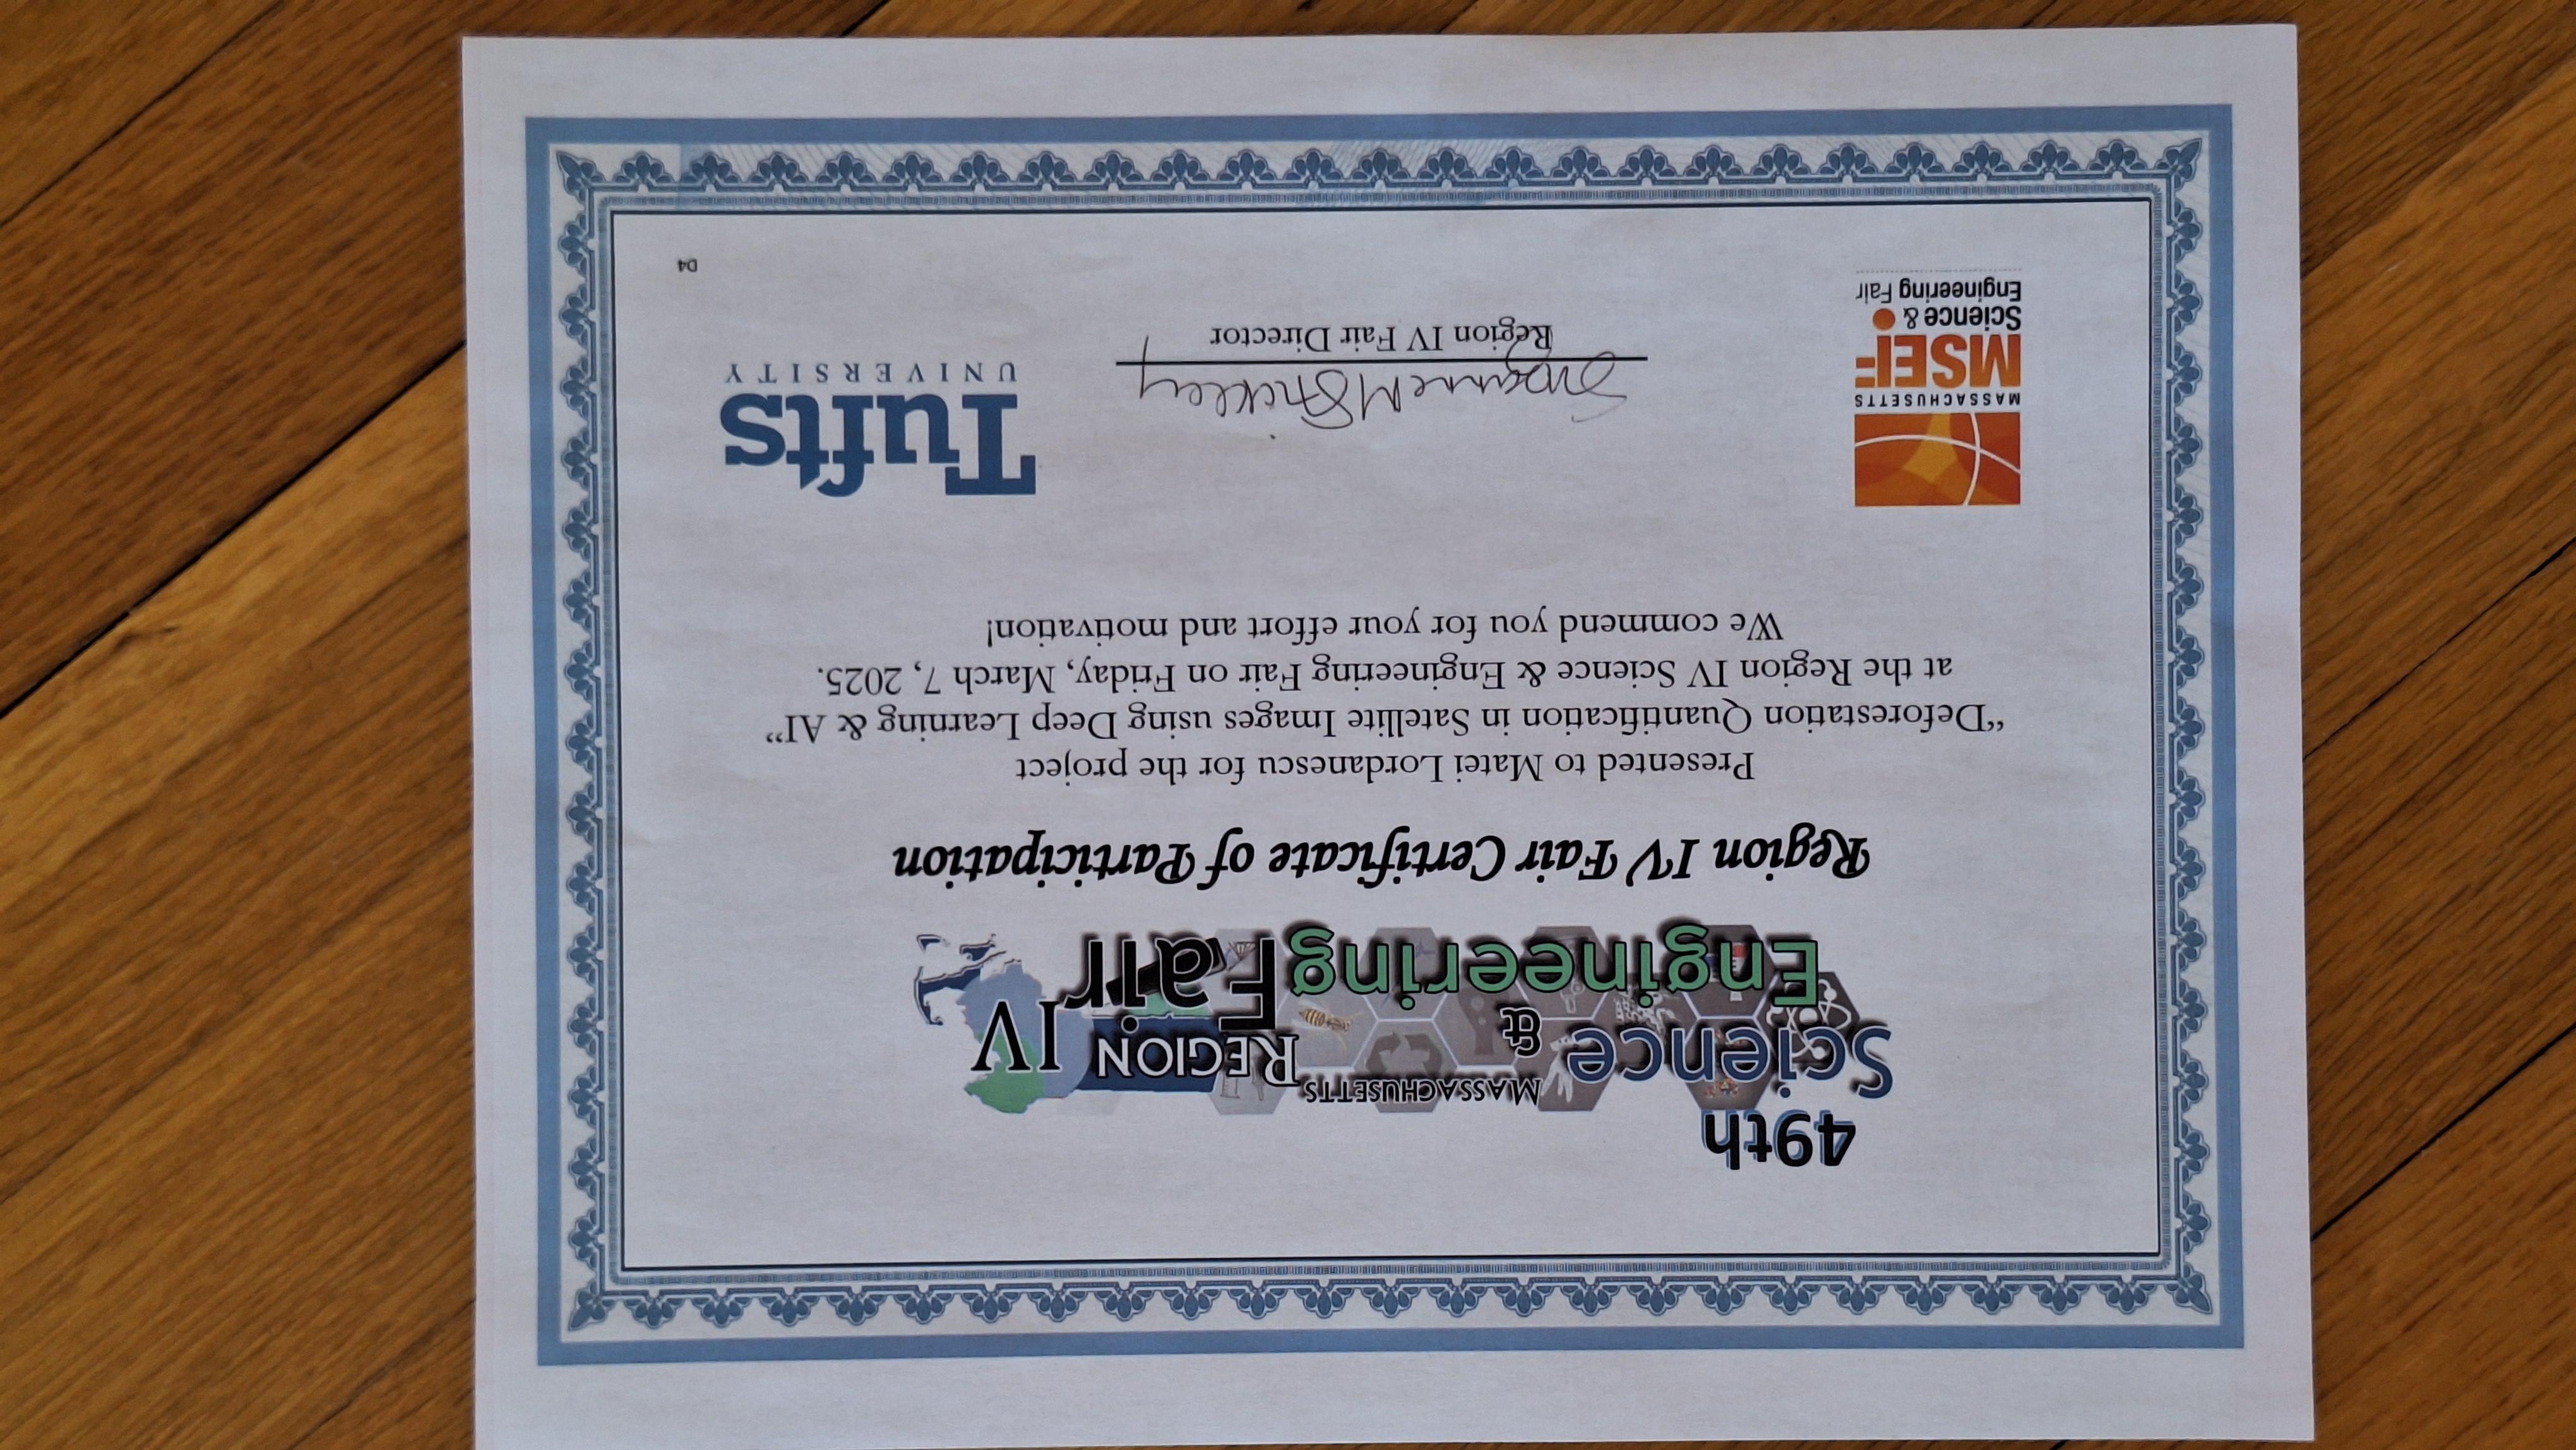 49th
MASSACHUSETTS REGION IV
Science & Engineering Fair
Region IV Fair Certificate of Participation
Presented to Matei Lordanescu for the project
“Deforestation Quantification in Satellite Images using Deep Learning & AI”
at the Region IV Science & Engineering Fair on Friday, March 7, 2025.
We commend you for your effort and motivation!
MASSACHUSETTS
MSEF
Science &
Engineering Fair
Region IV Fair Director
Tufts
UNIVERSITY
D4